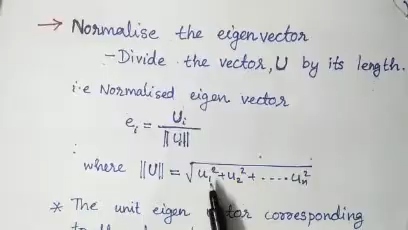 → Normalise the eigen vector
- Divide the vector, U by its length.
i.e Normalised eigen vector
eᵢ = Uᵢ / ||U||
where ||U|| = √(u₁² + u₂² + .... uₙ²)
* The unit eigen corresponding